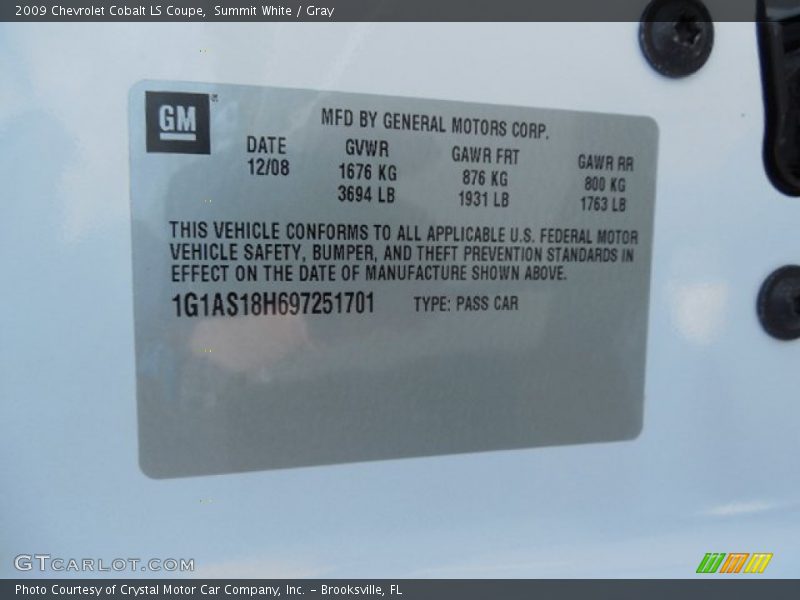 2009 Chevrolet Cobalt LS Coupe,  Summit White / Gray
GM
MFD BY GENERAL MOTORS CORP.
DATE GVWR GAWR FRT GAWR RR
12/08 1676 KG 876 KG 800 KG
3694 LB 1931 LB 1763 LB
THIS VEHICLE CONFORMS TO ALL APPLICABLE U.S. FEDERAL MOTOR
VEHICLE SAFETY, BUMPER, AND THEFT PREVENTION STANDARDS IN
EFFECT ON THE DATE OF MANUFACTURE SHOWN ABOVE.
1G1AS18H697251701 TYPE: PASS CAR
GTCARLOT.COM
Photo Courtesy of Crystal Motor Car Company, Inc. – Brooksville, FL